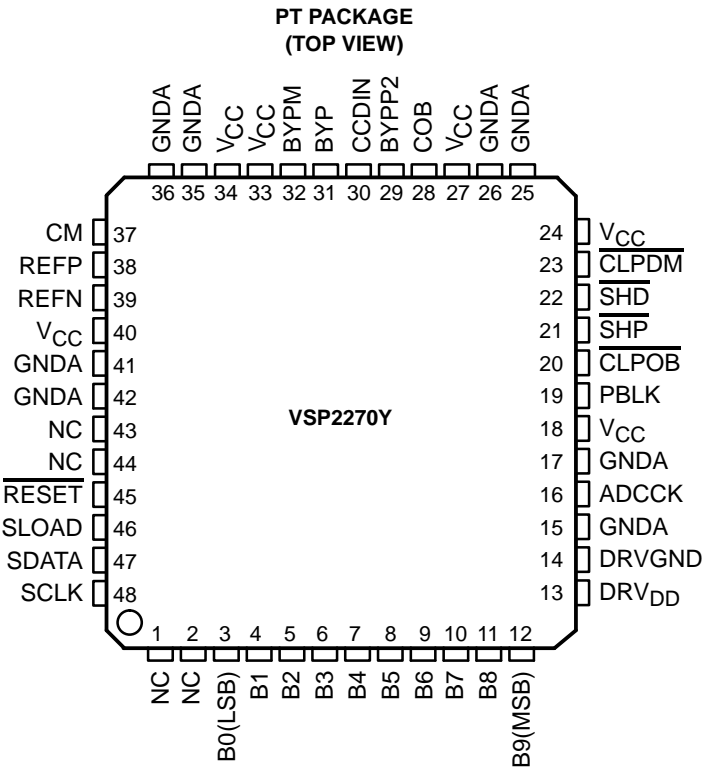 PT PACKAGE
(TOP VIEW)
GNDA
GNDA
VCC
VCC
BYPM
BYP
CCDIN
BYPP2
COB
VCC
GNDA
GNDA
36 35 34 33 32 31 30 29 28 27 26 25
CM 37
REFP 38
REFN 39
VCC 40
GNDA 41
GNDA 42
NC 43
NC 44
RESET 45
SLOAD 46
SDATA 47
SCLK 48
VSP2270Y
24 VCC
23 CLPDM
22 SHD
21 SHP
20 CLPOB
19 PBLK
18 VCC
17 GNDA
16 ADCCK
15 GNDA
14 DRVGND
13 DRVDD
1 2 3 4 5 6 7 8 9 10 11 12
NC
NC
B0(LSB)
B1
B2
B3
B4
B5
B6
B7
B8
B9(MSB)